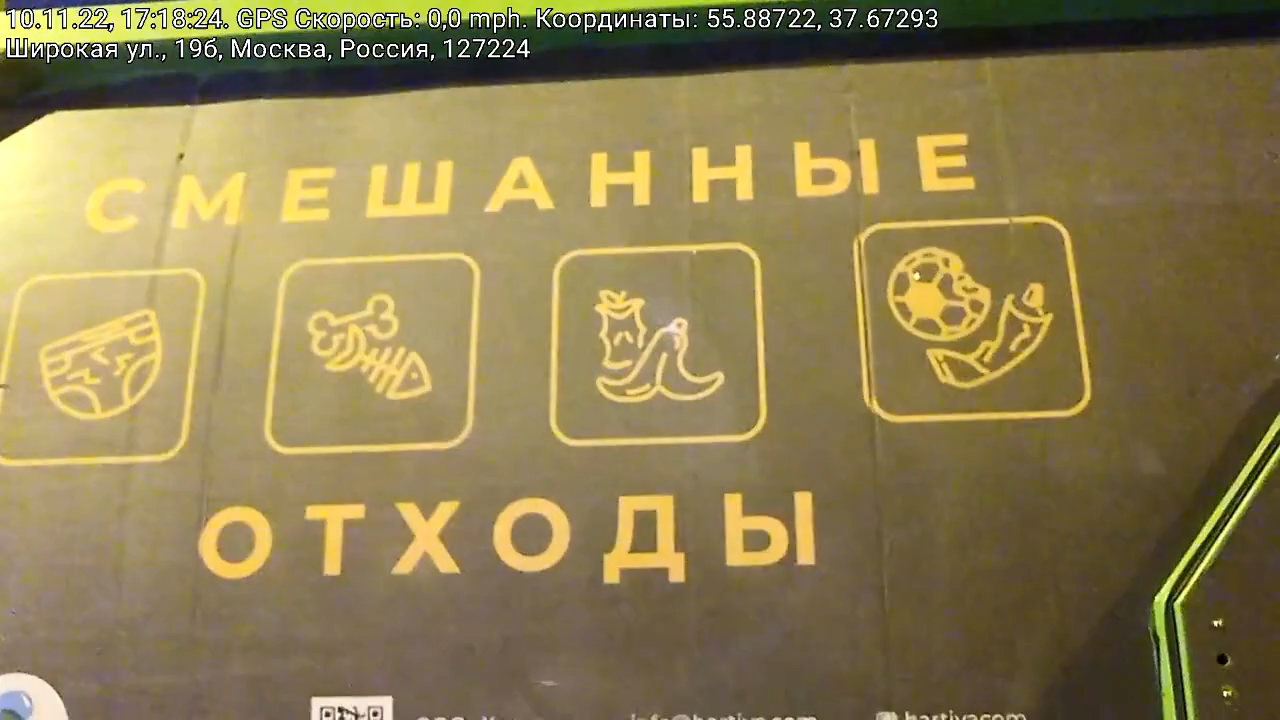 10.11.22, 17:18:24. GPS Скорость: 0,0 mph. Координаты: 55.88722, 37.67293
Широкая ул., 19б, Москва, Россия, 127224
СМЕШАННЫЕ
ОТХОДЫ